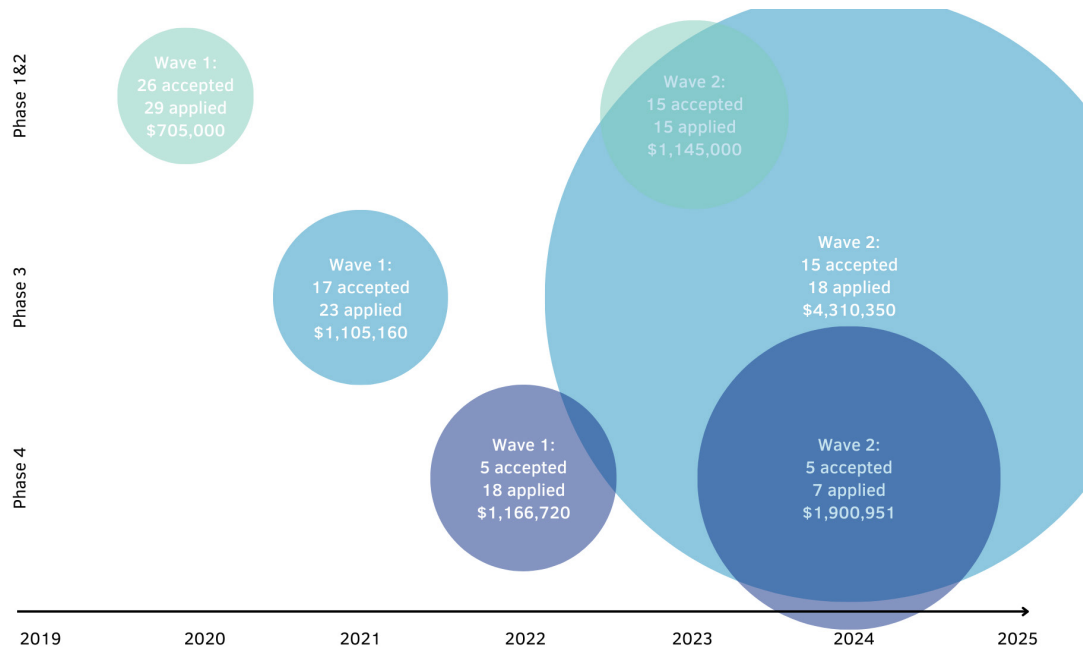 Phase 1&2
Wave 1:
26 accepted
29 applied
$705,000
Wave 2:
15 accepted
15 applied
$1,145,000
Phase 3
Wave 1:
17 accepted
23 applied
$1,105,160
Wave 2:
15 accepted
18 applied
$4,310,350
Phase 4
Wave 1:
5 accepted
18 applied
$1,166,720
Wave 2:
5 accepted
7 applied
$1,900,951
2019 2020 2021 2022 2023 2024 2025